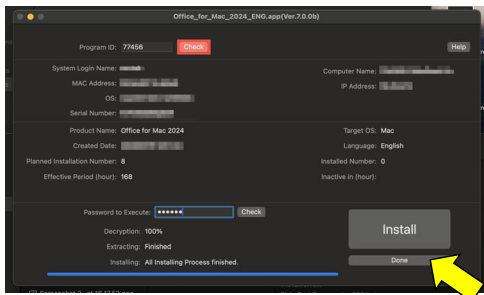 Office_for_Mac_2024_ENG.app(Ver.7.0.0b)
Program ID: 77456 Check Help
System Login Name: Computer Name:
MAC Address: IP Address:
OS:
Serial Number:
Product Name: Office for Mac 2024 Target OS: Mac
Created Date: Language: English
Planned Installation Number: 8 Installed Number: 0
Effective Period (hour): 168 Inactive in (hour):
Password to Execute: •••••• Check
Install
Decryption: 100%
Extracting: Finished
Installing: All Installing Process finished. Done